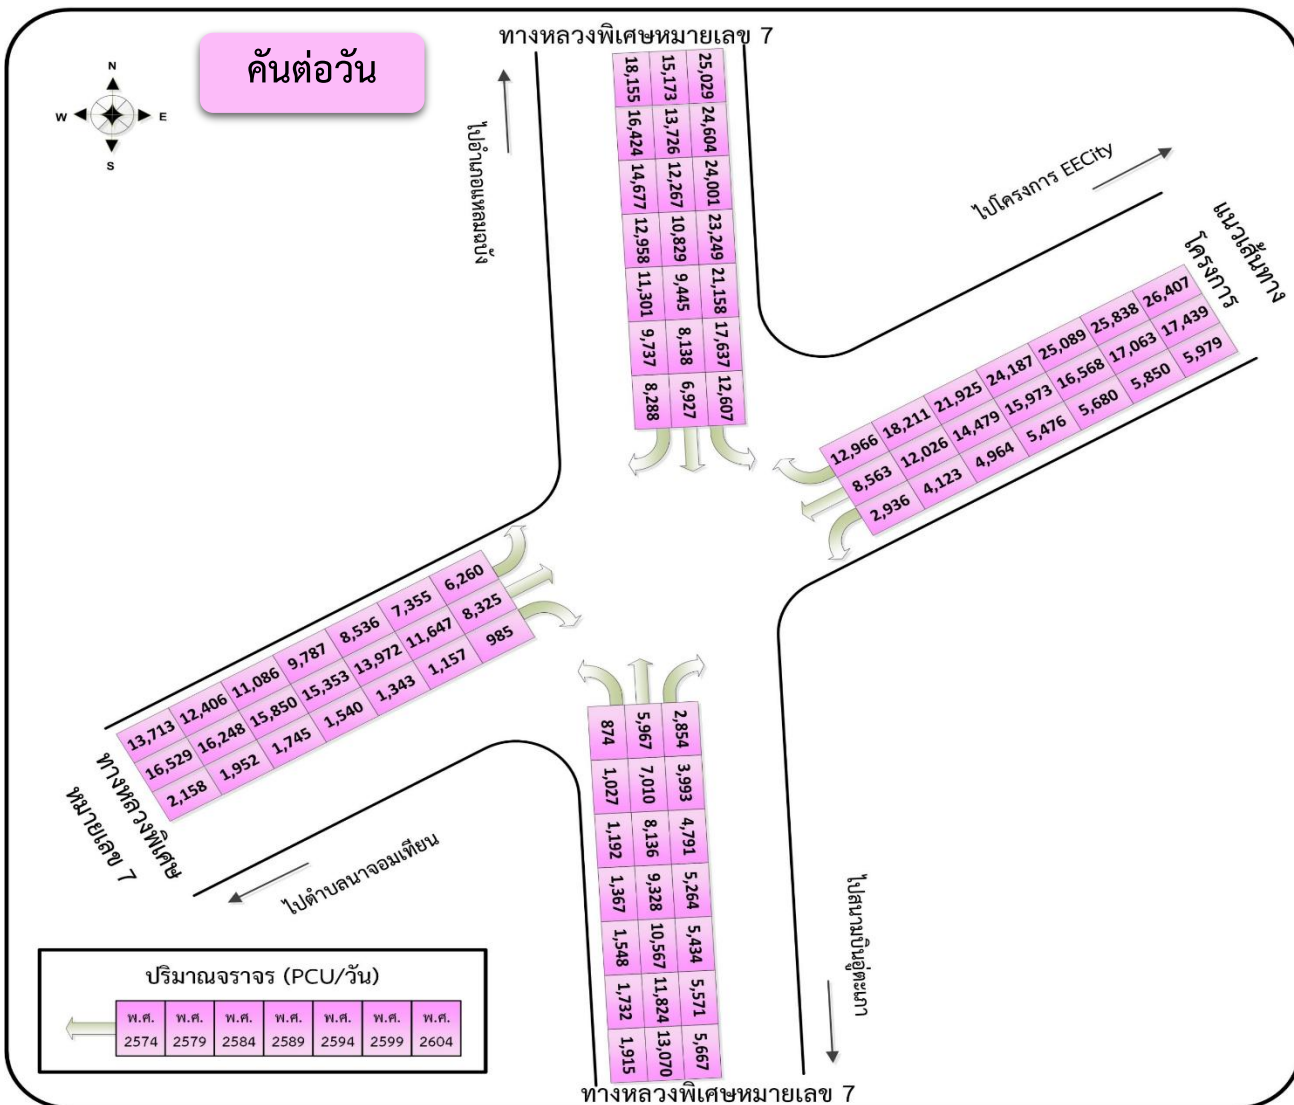 ทางหลวงพิเศษหมายเลข 7
คันต่อวัน
N
W E
S
ไปอำเภอแหลมฉบัง
18,155 15,173 25,029
16,424 13,726 24,604
14,677 12,267 24,001
12,958 10,829 23,249
11,301 9,445 21,158
9,737 8,138 17,637
8,288 6,927 12,607
ไปโครงการ EECity
แนวเส้นทาง
โครงการ
12,966 18,211 21,925 24,187 25,089 25,838 26,407
8,563 12,026 14,479 15,973 16,568 17,063 17,439
2,936 4,123 4,964 5,476 5,680 5,850 5,979
13,713 12,406 11,086 9,787 8,536 7,355 6,260
16,529 16,248 15,850 15,353 13,972 11,647 8,325
2,158 1,952 1,745 1,540 1,343 1,157 985
ทางหลวงพิเศษ
หมายเลข 7
ไปตำบลนาจอมเทียน
874 5,967 2,854
1,027 7,010 3,993
1,192 8,136 4,791
1,367 9,328 5,264
1,548 10,567 5,434
1,732 11,824 5,571
1,915 13,070 5,667
ไปสนามบินอู่ตะเภา
ทางหลวงพิเศษหมายเลข 7
ปริมาณจราจร (PCU/วัน)
พ.ศ. พ.ศ. พ.ศ. พ.ศ. พ.ศ. พ.ศ. พ.ศ.
2574 2579 2584 2589 2594 2599 2604